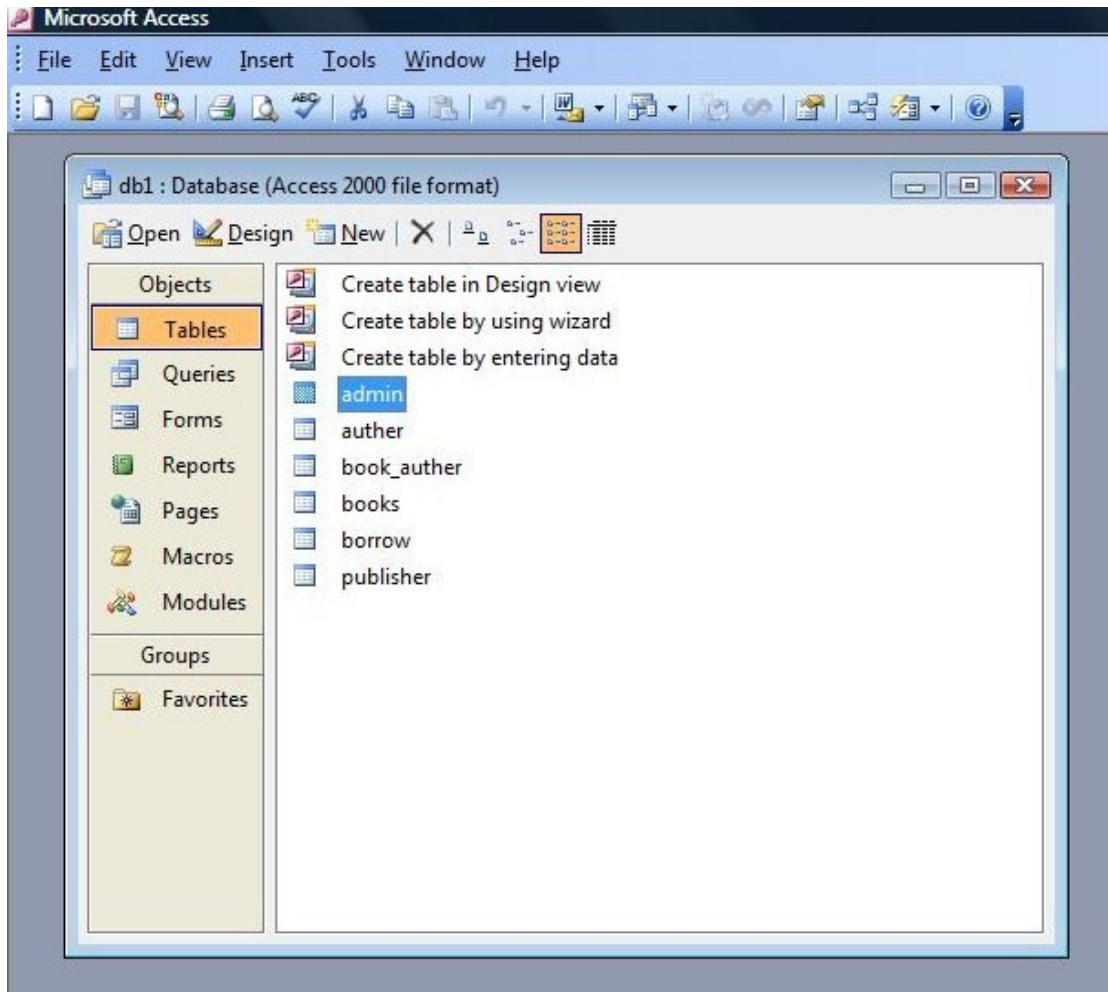 Microsoft Access
File Edit View Insert Tools Window Help
ABC W
db1 : Database (Access 2000 file format)
Open Design New
Objects
Tables
Queries
Forms
Reports
Pages
Macros
Modules
Groups
Favorites
Create table in Design view
Create table by using wizard
Create table by entering data
admin
auther
book_auther
books
borrow
publisher